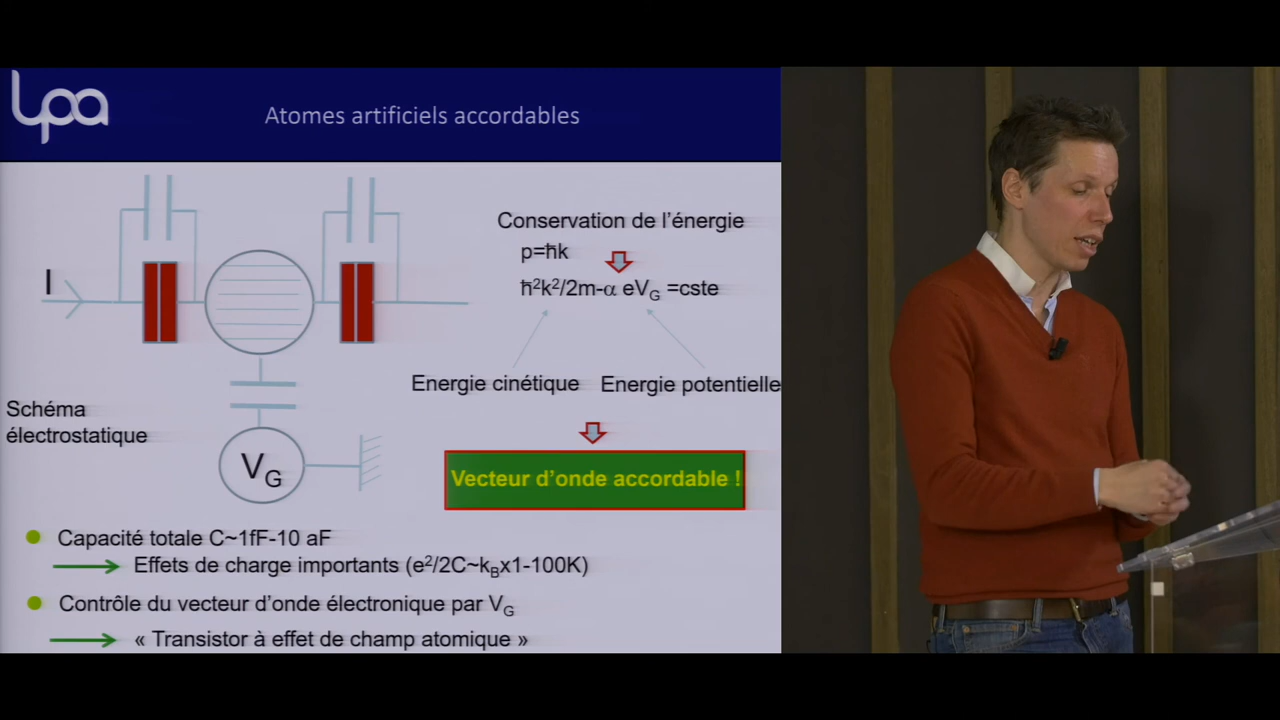 lpa
Atomes artificiels accordables
I
Conservation de l'énergie
p=ħk
ħ²k²/2m-α eV_G =cste
Energie cinétique
Energie potentielle
Schéma
électrostatique
V_G
Vecteur d'onde accordable !
Capacité totale C~1fF-10 aF
Effets de charge importants (e²/2C~k_Bx1-100K)
Contrôle du vecteur d'onde électronique par V_G
« Transistor à effet de champ atomique »